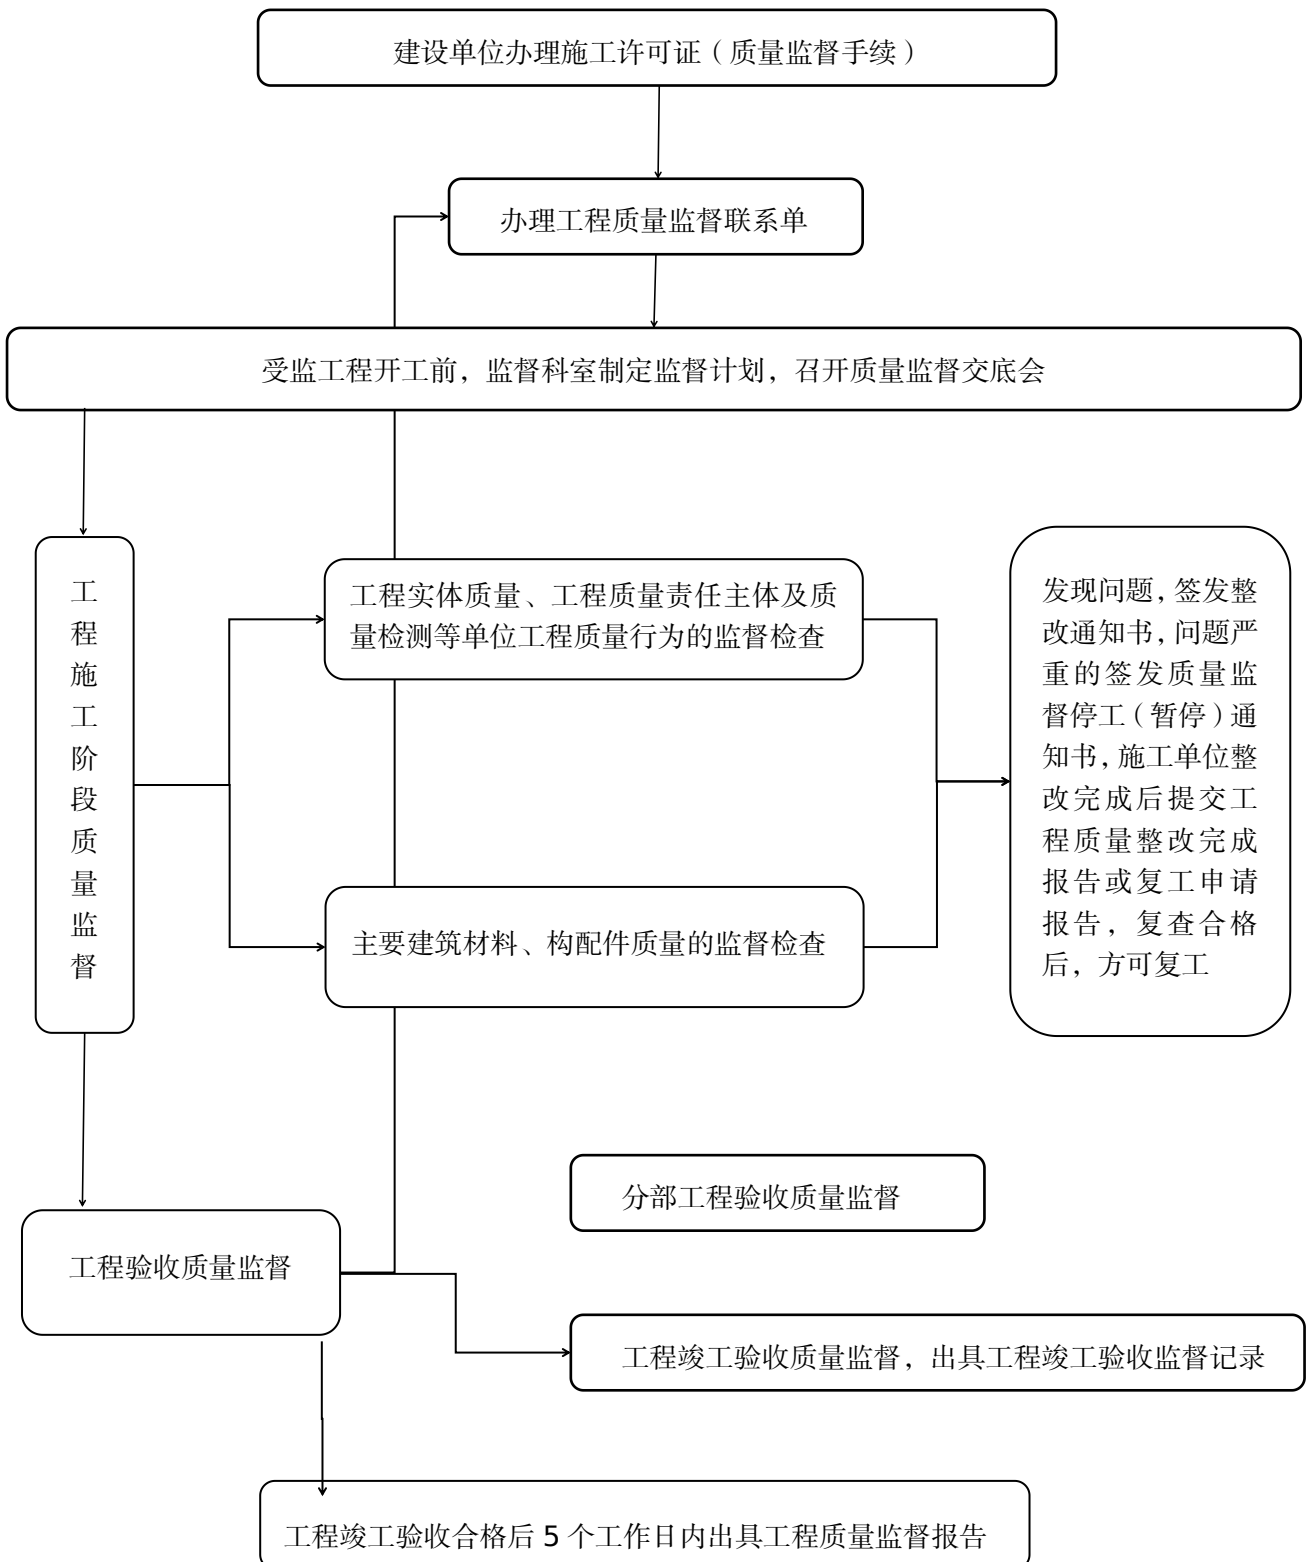 建设单位办理施工许可证（质量监督手续）
办理工程质量监督联系单
受监工程开工前，监督科室制定监督计划，召开质量监督交底会
工程施工阶段质量监督
工程实体质量、工程质量责任主体及质
量检测等单位工程质量行为的监督检查
主要建筑材料、构配件质量的监督检查
发现问题，签发整
改通知书，问题严
重的签发质量监
督停工（暂停）通
知书，施工单位整
改完成后提交工
程质量整改完成
报告或复工申请
报告，复查合格
后，方可复工
分部工程验收质量监督
工程验收质量监督
工程竣工验收质量监督，出具工程竣工验收监督记录
工程竣工验收合格后 5 个工作日内出具工程质量监督报告